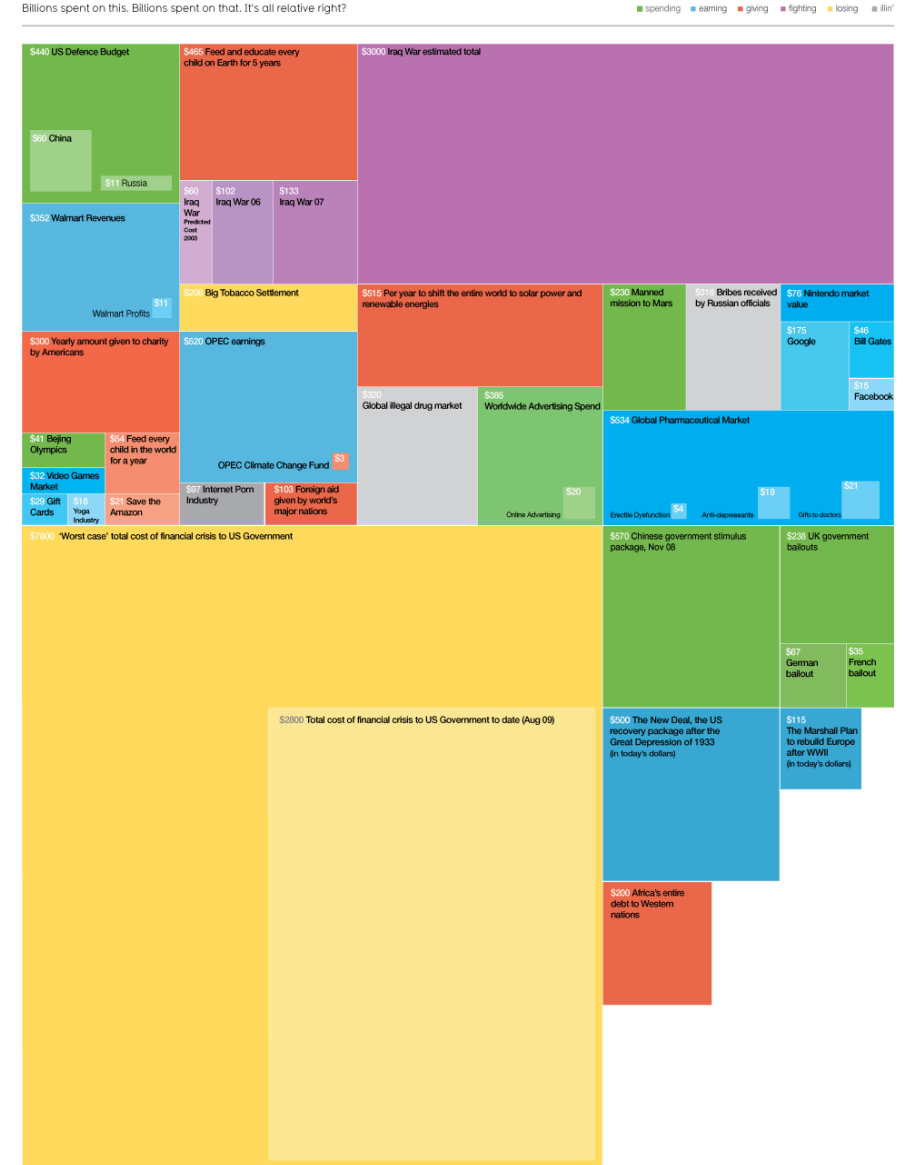 Billions spent on this. Billions spent on that. It's all relative right?
spending earning giving fighting losing illin'
$440 US Defence Budget
$60 China
$11 Russia
$465 Feed and educate every
child on Earth for 5 years
$3000 Iraq War estimated total
$60
Iraq
War
Predicted
Cost
2003
$102
Iraq War 06
$133
Iraq War 07
$352 Walmart Revenues
$11
Walmart Profits
Big Tobacco Settlement
$515 Per year to shift the entire world to solar power and
renewable energies
$230 Manned
mission to Mars
Bribes received
by Russian officials
$76 Nintendo market
value
$175
Google
$46
Bill Gates
$15
Facebook
$300 Yearly amount given to charity
by Americans
$520 OPEC earnings
OPEC Climate Change Fund $3
$320
Global illegal drug market
$385
Worldwide Advertising Spend
$20
Online Advertising
$534 Global Pharmaceutical Market
Erectile Dysfunction $4
$19
Anti-depressants
$21
Gifts to doctors
$41 Bejing
Olympics
$54 Feed every
child in the world
for a year
$32 Video Games
Market
$29 Gift
Cards
Yoga
Industry
$21 Save the
Amazon
$97 Internet Porn
Industry
$103 Foreign aid
given by world's
major nations
$7800 'Worst case' total cost of financial crisis to US Government
$2800 Total cost of financial crisis to US Government to date (Aug 09)
$570 Chinese government stimulus
package, Nov 08
$238 UK government
bailouts
$67
German
bailout
$35
French
bailout
$500 The New Deal, the US
recovery package after the
Great Depression of 1933
(in today's dollars)
$115
The Marshall Plan
to rebuild Europe
after WWII
(in today's dollars)
$200 Africa's entire
debt to Western
nations